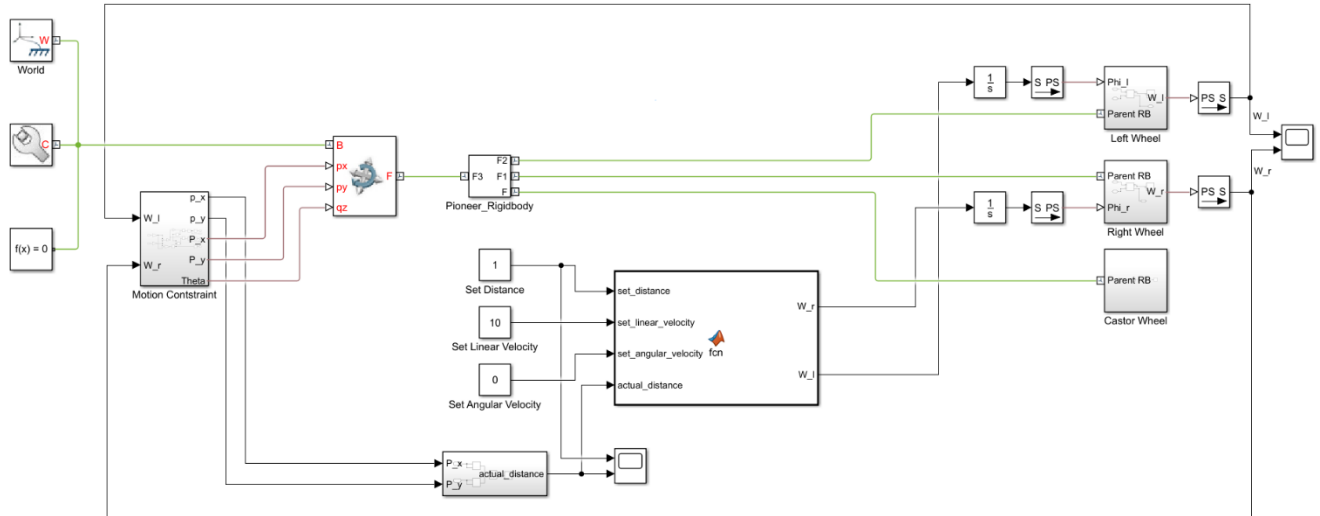 W
World
C
f(x) = 0
W_l
W_r
p_x
p_y
P_x
P_y
Theta
Motion Contstraint
B
px
py
qz
F
F3
F2
F1
F
Pioneer_Rigidbody
1
s
S PS
Phi_l
W_l
Parent RB
Left Wheel
PS S
W_l
W_r
Parent RB
W_r
Phi_r
Right Wheel
PS S
1
s
S PS
Parent RB
Castor Wheel
1
Set Distance
10
Set Linear Velocity
0
Set Angular Velocity
set_distance
set_linear_velocity
set_angular_velocity
actual_distance
fcn
W_r
W_l
P_x
P_y
actual_distance